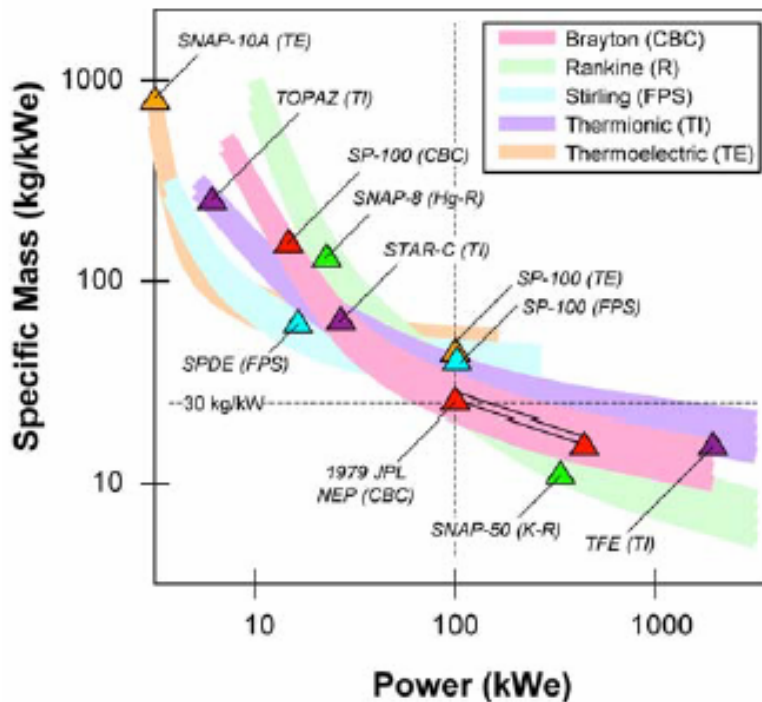 SNAP-10A (TE)
Brayton (CBC)
Rankine (R)
Stirling (FPS)
Thermionic (TI)
Thermoelectric (TE)
1000
TOPAZ (TI)
SP-100 (CBC)
SNAP-8 (Hg-R)
STAR-C (TI)
100
SP-100 (TE)
SP-100 (FPS)
SPDE (FPS)
30 kg/kW
1979 JPL
NEP (CBC)
10
SNAP-50 (K-R)
TFE (TI)
Specific Mass (kg/kWe)
10
100
1000
Power (kWe)